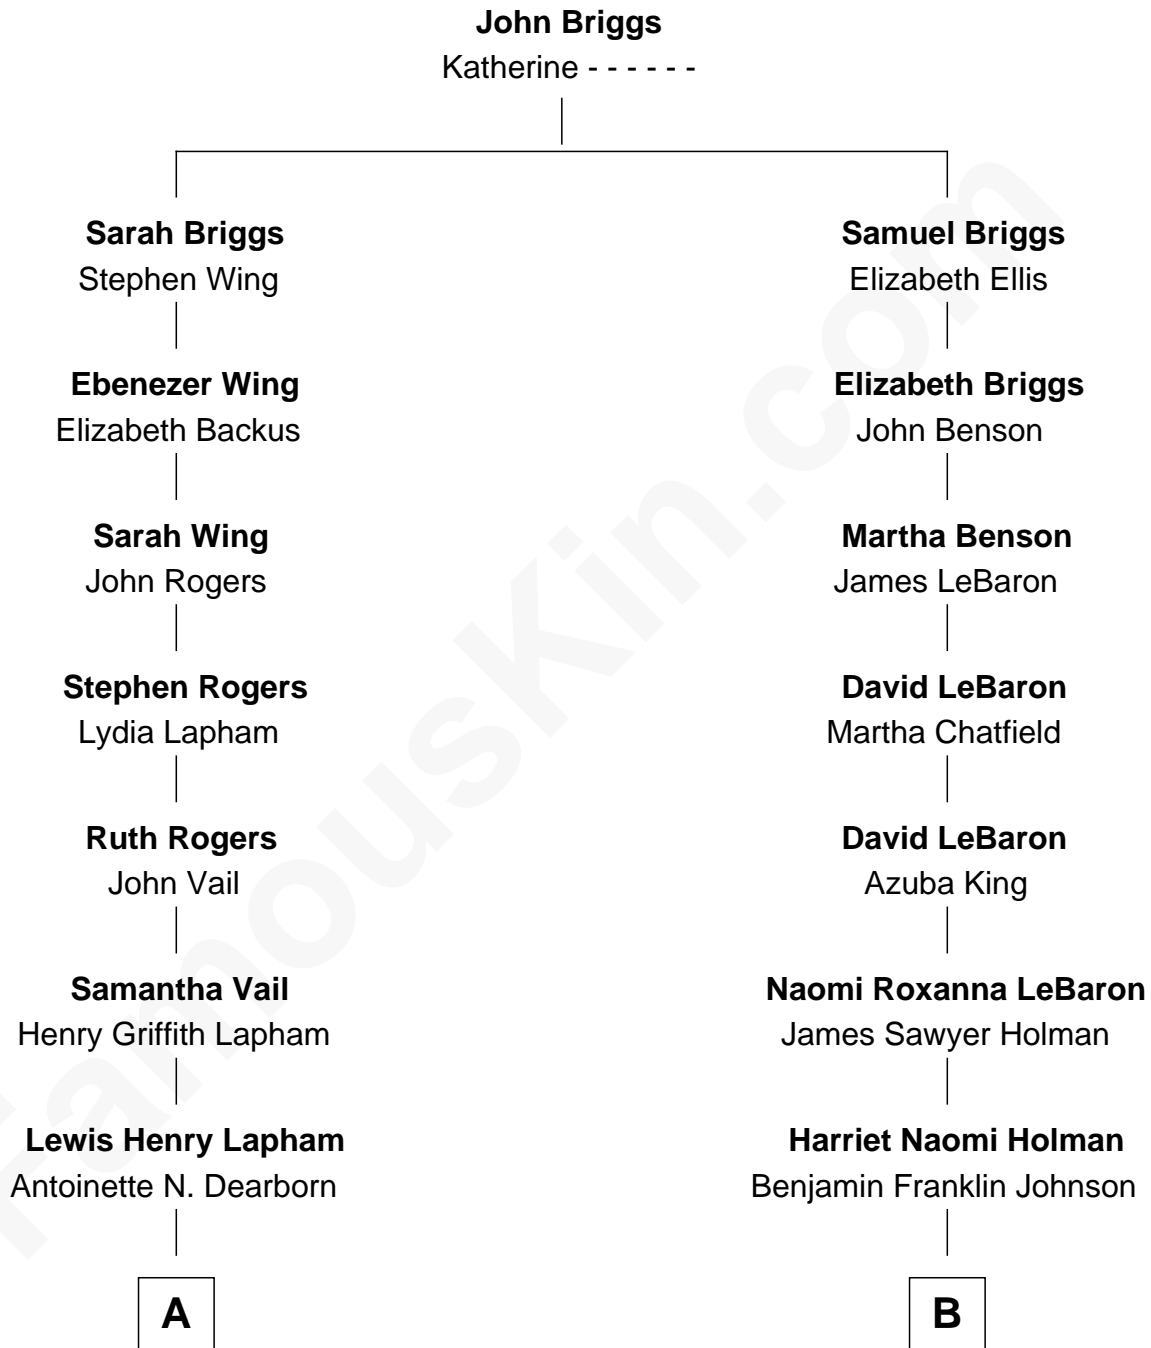 John Briggs
Katherine - - - - - -
Sarah Briggs
Stephen Wing
Samuel Briggs
Elizabeth Ellis
Ebenezer Wing
Elizabeth Backus
Elizabeth Briggs
John Benson
Sarah Wing
John Rogers
Martha Benson
James LeBaron
Stephen Rogers
Lydia Lapham
David LeBaron
Martha Chatfield
Ruth Rogers
John Vail
David LeBaron
Azuba King
Samantha Vail
Henry Griffith Lapham
Naomi Roxanna LeBaron
James Sawyer Holman
Lewis Henry Lapham
Antoinette N. Dearborn
Harriet Naomi Holman
Benjamin Franklin Johnson
A
B
FamousKin.com